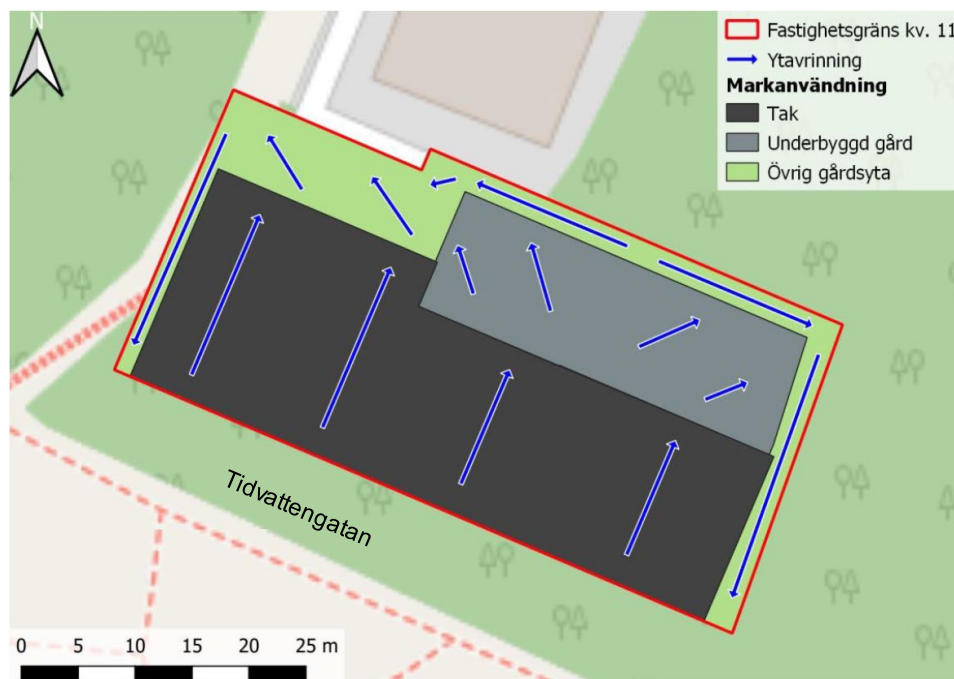 N
Fastighetsgräns kv. 11
Ytavrinning
Markanvändning
Tak
Underbyggd gård
Övrig gårdsyta
Tidvattengatan
0 5 10 15 20 25 m